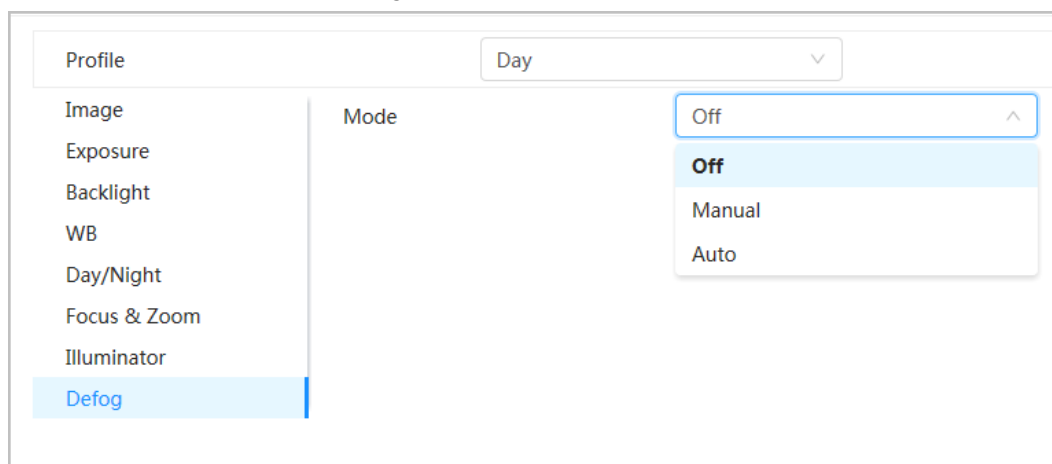 Profile Day
Image
Mode Off
Exposure
Off
Backlight
Manual
WB
Auto
Day/Night
Focus & Zoom
Illuminator
Defog